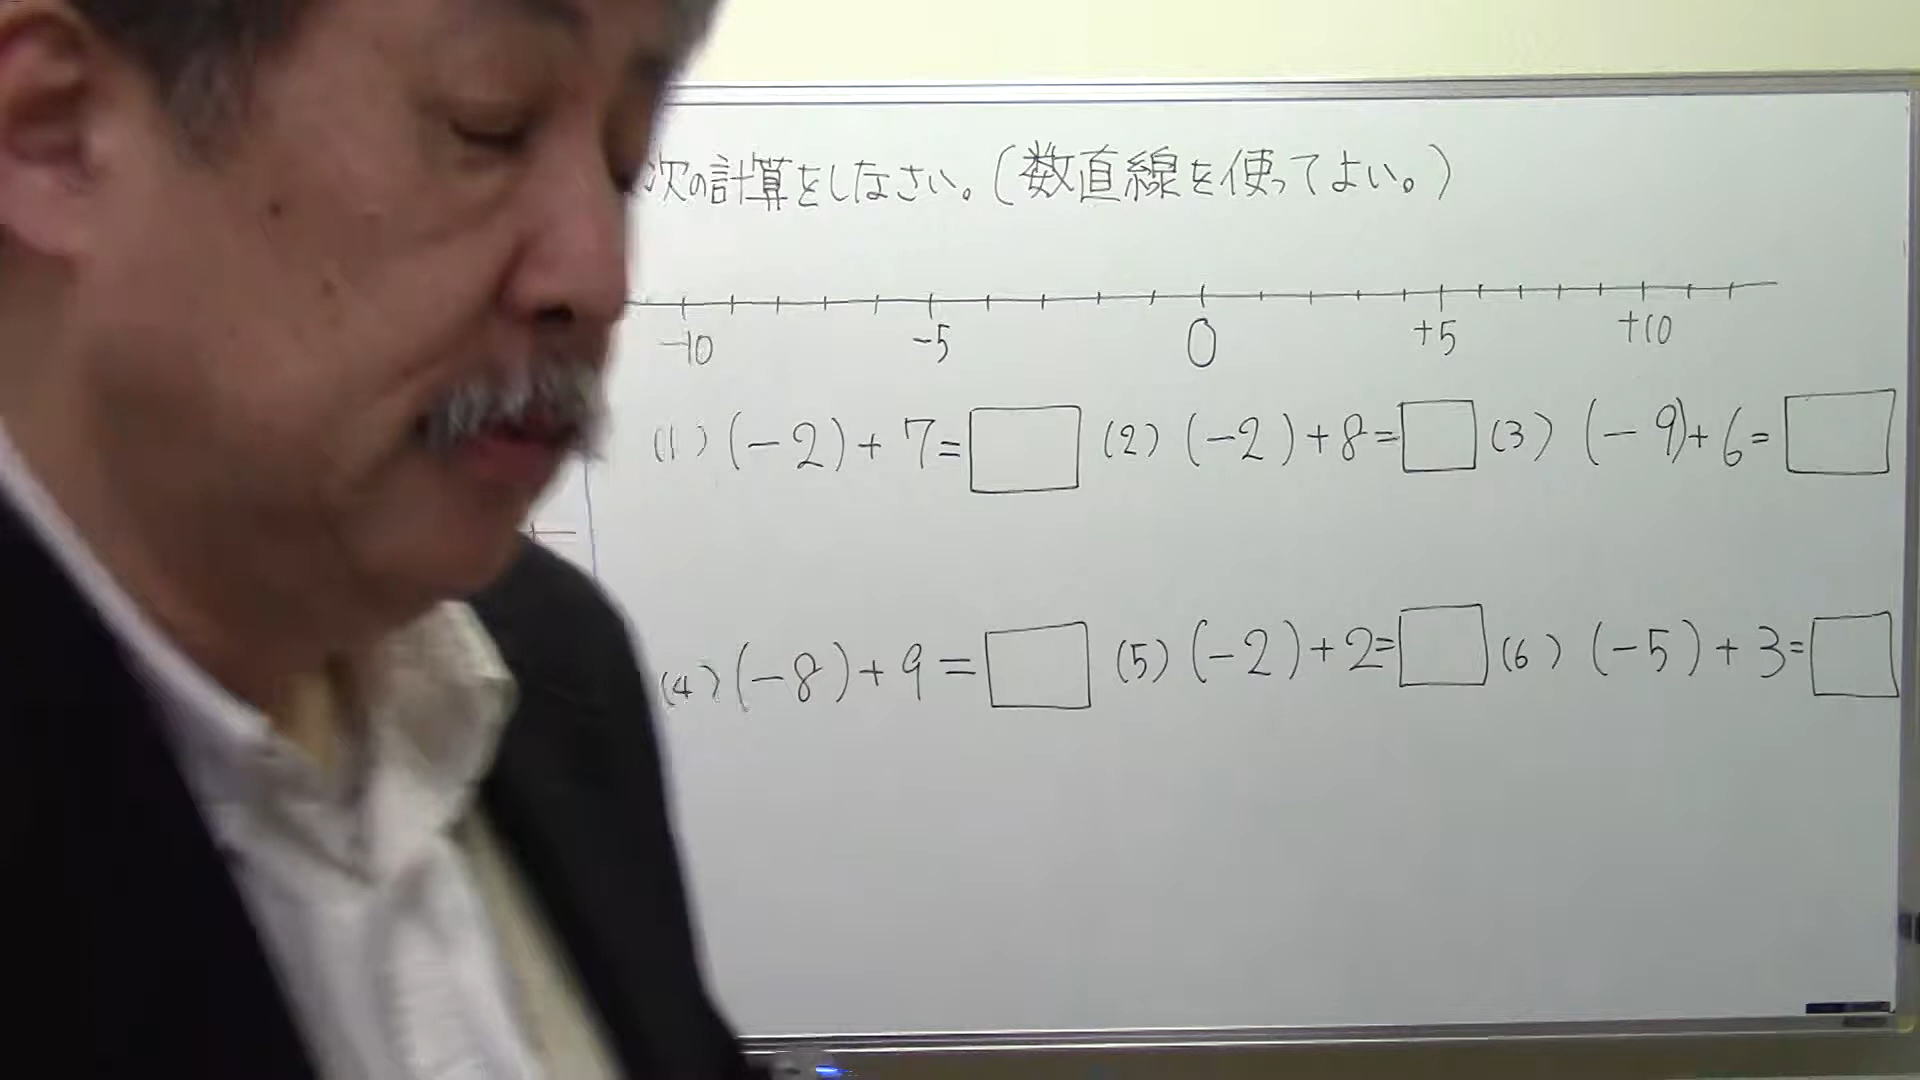 次の計算をしなさい。(数直線を使ってよい。)
-10 -5 0 +5 +10
(1) (-2)+7=□ (2) (-2)+8=□ (3) (-9)+6=□
(4) (-8)+9=□ (5) (-2)+2=□ (6) (-5)+3=□